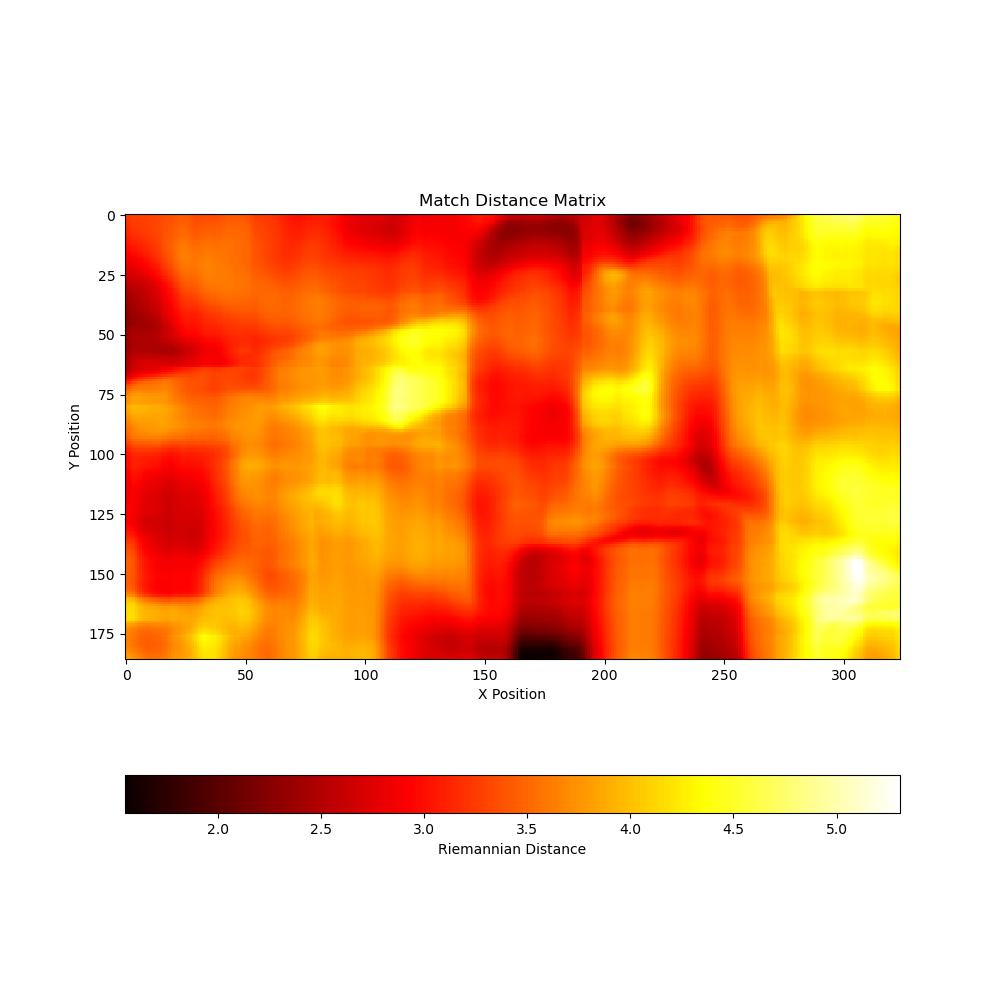 Match Distance Matrix
0
25
50
75
100
125
150
175
Y Position
0 50 100 150 200 250 300
X Position
2.0 2.5 3.0 3.5 4.0 4.5 5.0
Riemannian Distance